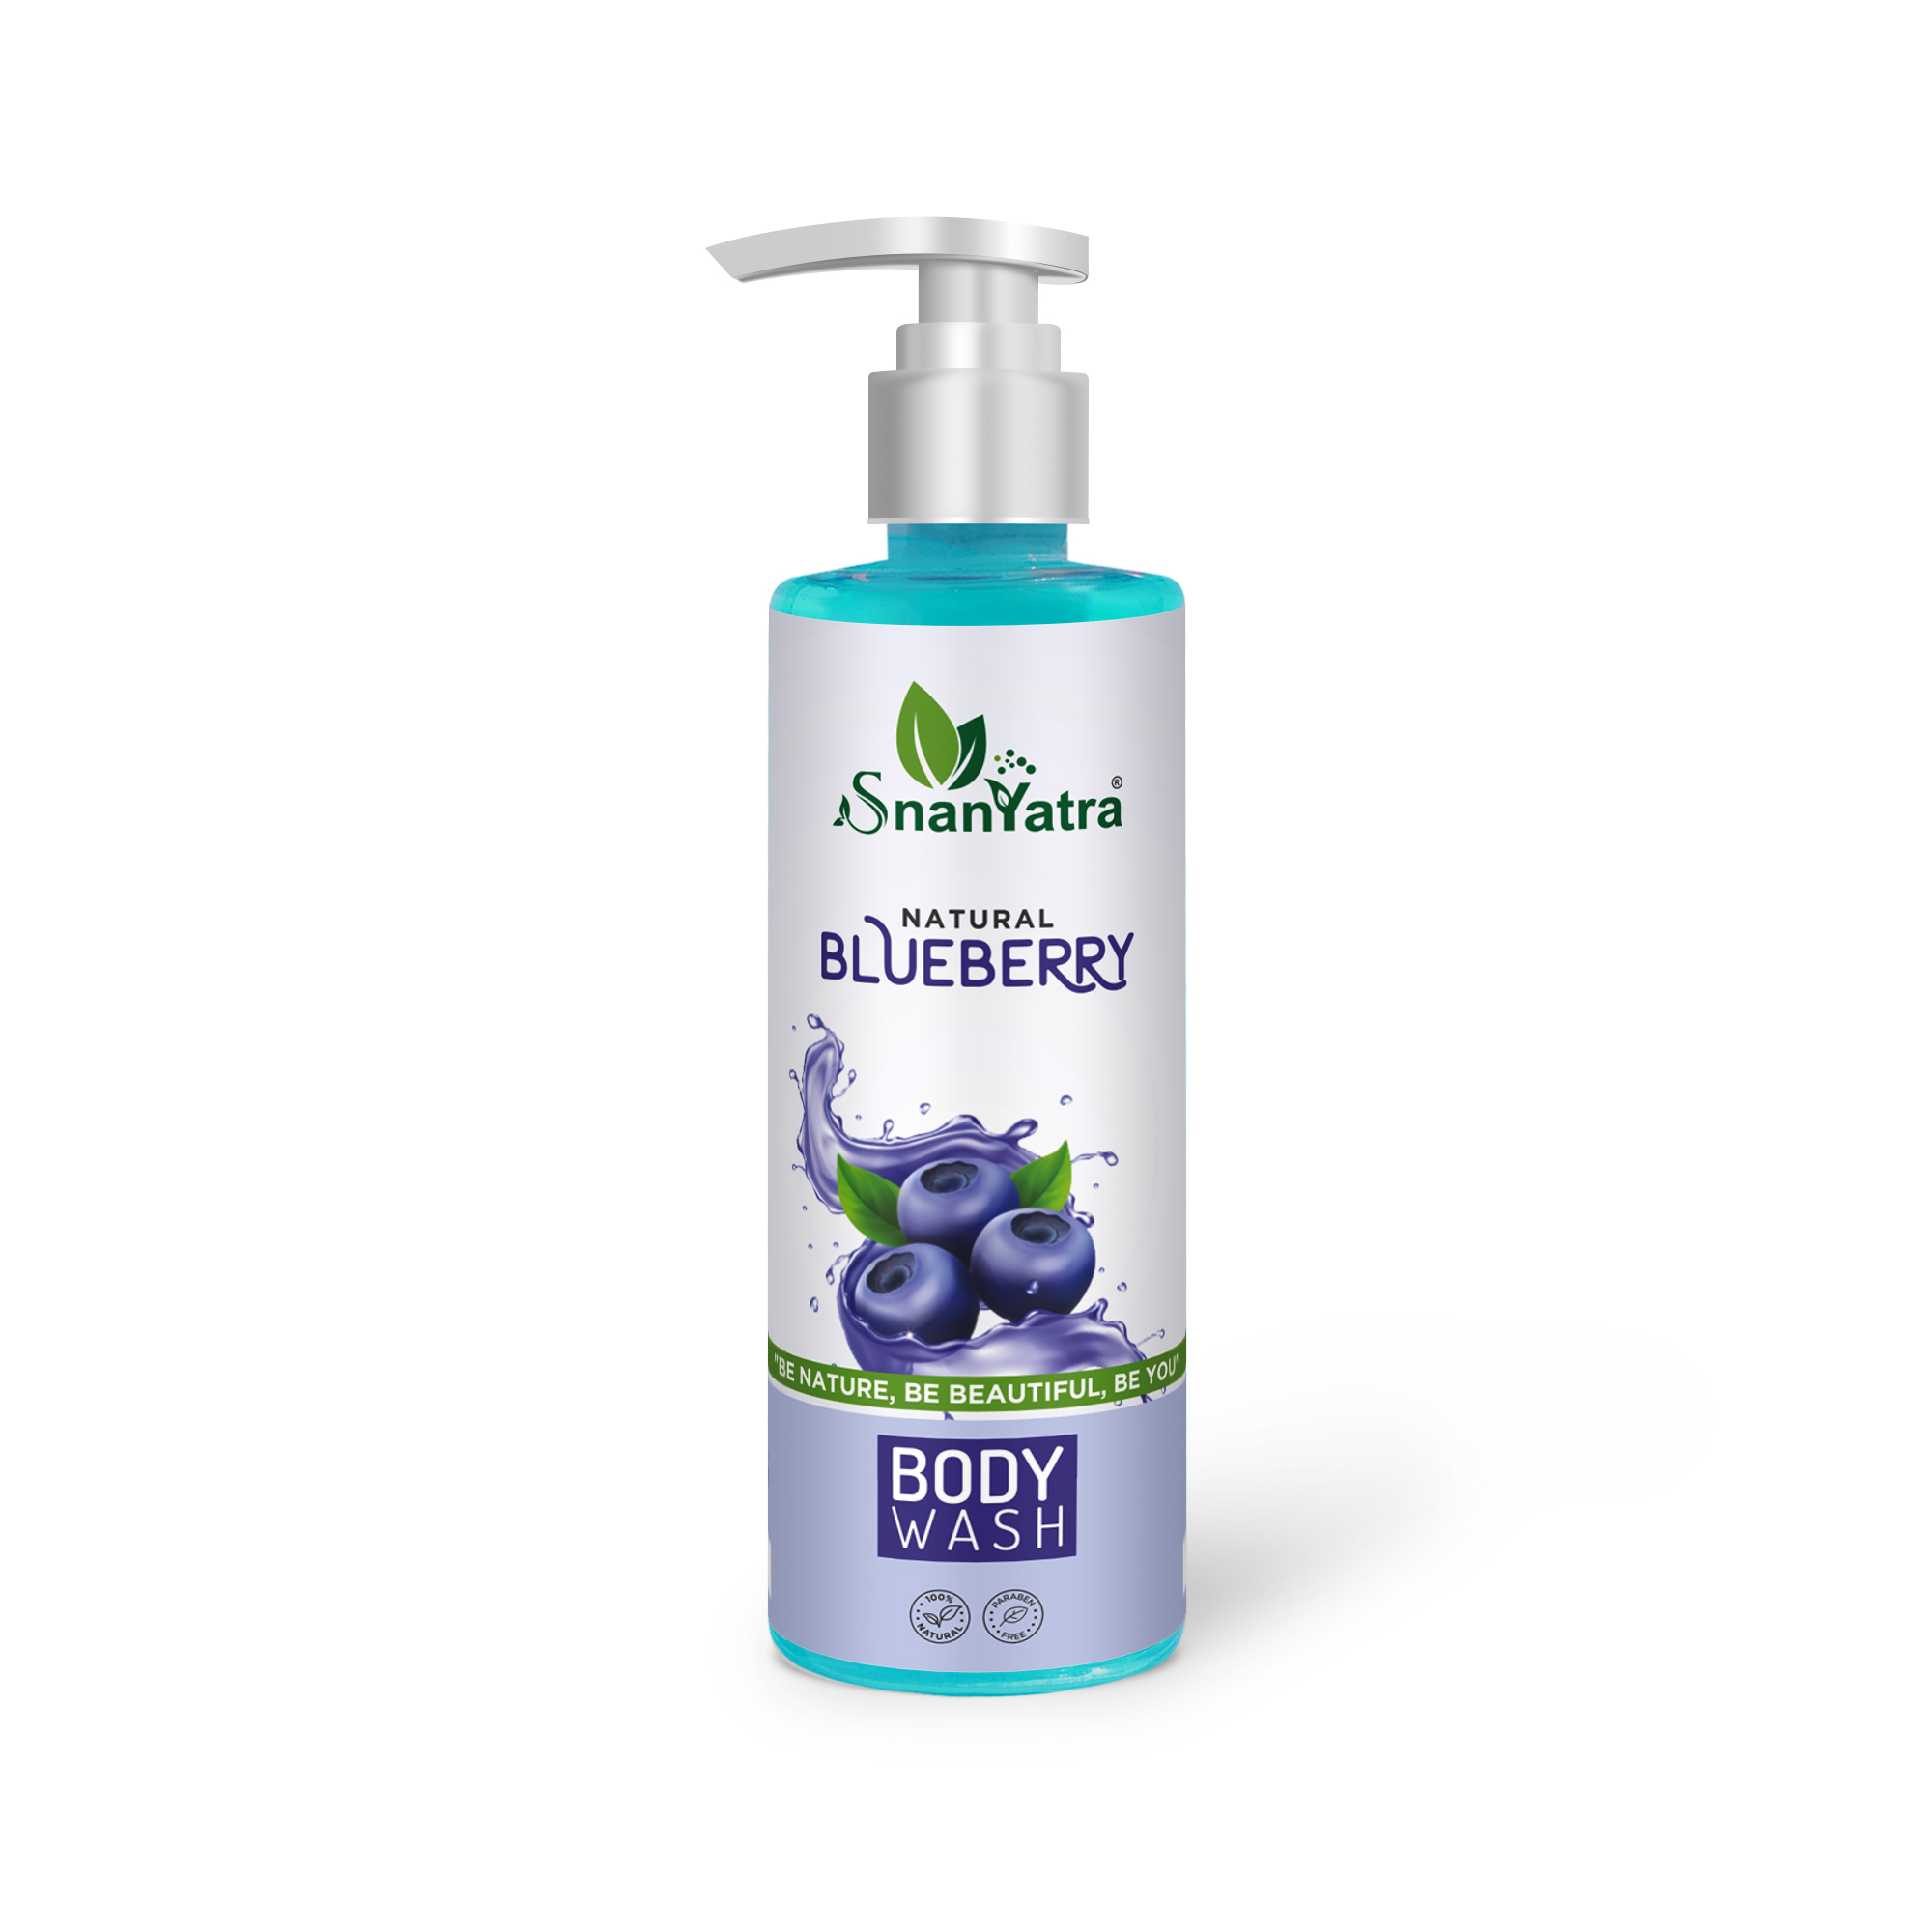 SnanYatra®
NATURAL
BLUEBERRY
"BE NATURE, BE BEAUTIFUL, BE YOU"
BODY
WASH
100%
NATURAL
PARABEN
FREE